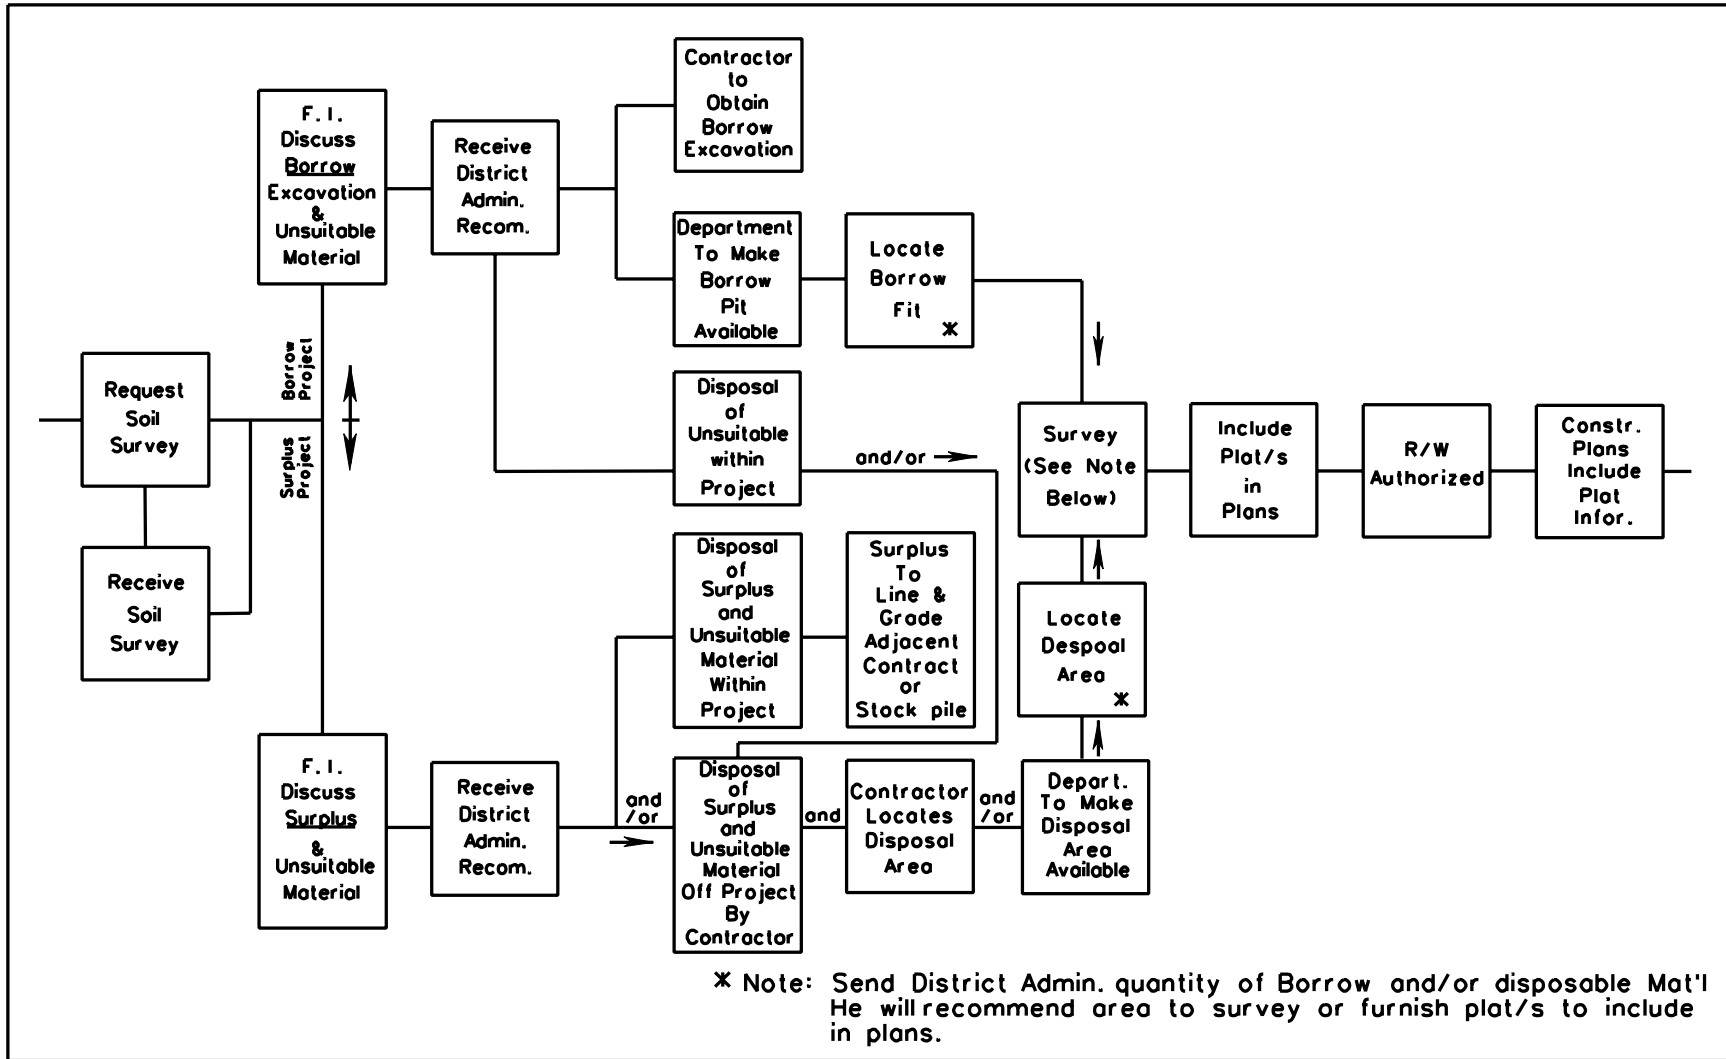 Request
Soil
Survey
Receive
Soil
Survey
Borrow
Project
Surplus
Project
F. I.
Discuss
Borrow
Excavation
&
Unsuitable
Material
Receive
District
Admin.
Recom.
Contractor
to
Obtain
Borrow
Excavation
Department
To Make
Borrow
Pit
Available
Locate
Borrow
Fit
*
Disposal
of
Unsuitable
within
Project
and/or
Disposal
of
Surplus
and
Unsuitable
Material
Within
Project
Surplus
To
Line &
Grade
Adjacent
Contract
or
Stock pile
F. I.
Discuss
Surplus
&
Unsuitable
Material
Receive
District
Admin.
Recom.
and
/or
Disposal
of
Surplus
and
Unsuitable
Material
Off Project
By
Contractor
and
Contractor
Locates
Disposal
Area
and
/or
Depart.
To Make
Disposal
Area
Available
Locate
Despoal
Area
*
Survey
(See Note
Below)
Include
Plat/s
in
Plans
R/W
Authorized
Constr.
Plans
Include
Plat
Infor.
* Note: Send District Admin. quantity of Borrow and/or disposable Mat'l
He will recommend area to survey or furnish plat/s to include
in plans.